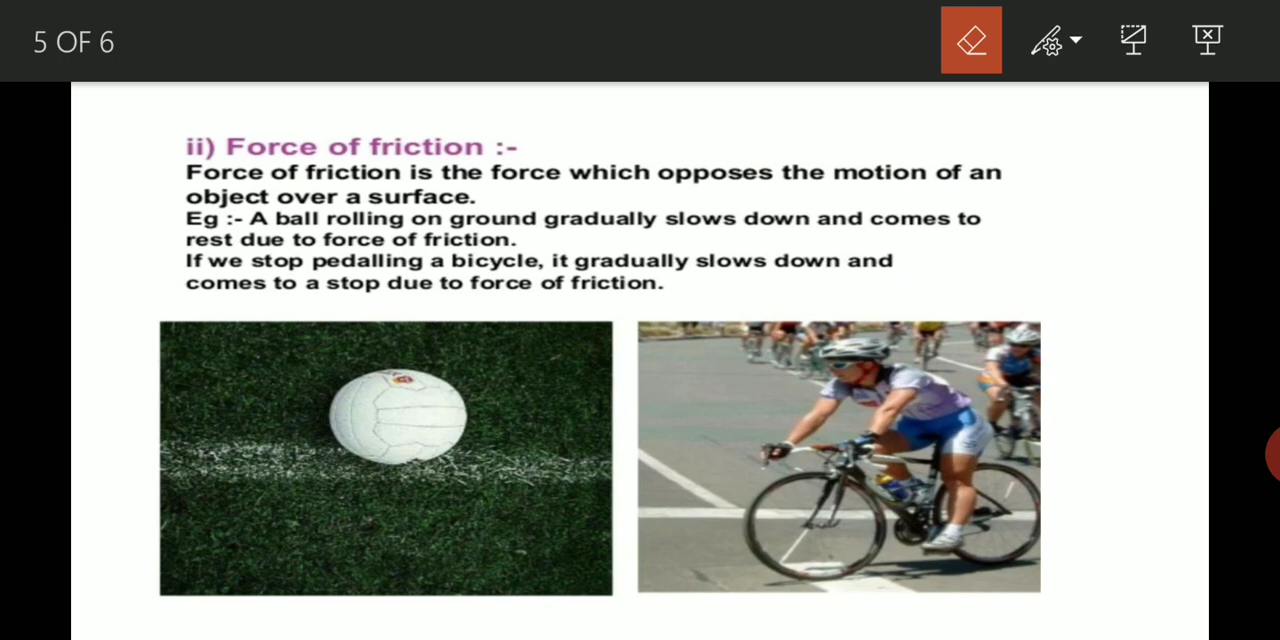 5 OF 6
ii) Force of friction :-
Force of friction is the force which opposes the motion of an
object over a surface.
Eg :- A ball rolling on ground gradually slows down and comes to
rest due to force of friction.
If we stop pedalling a bicycle, it gradually slows down and
comes to a stop due to force of friction.